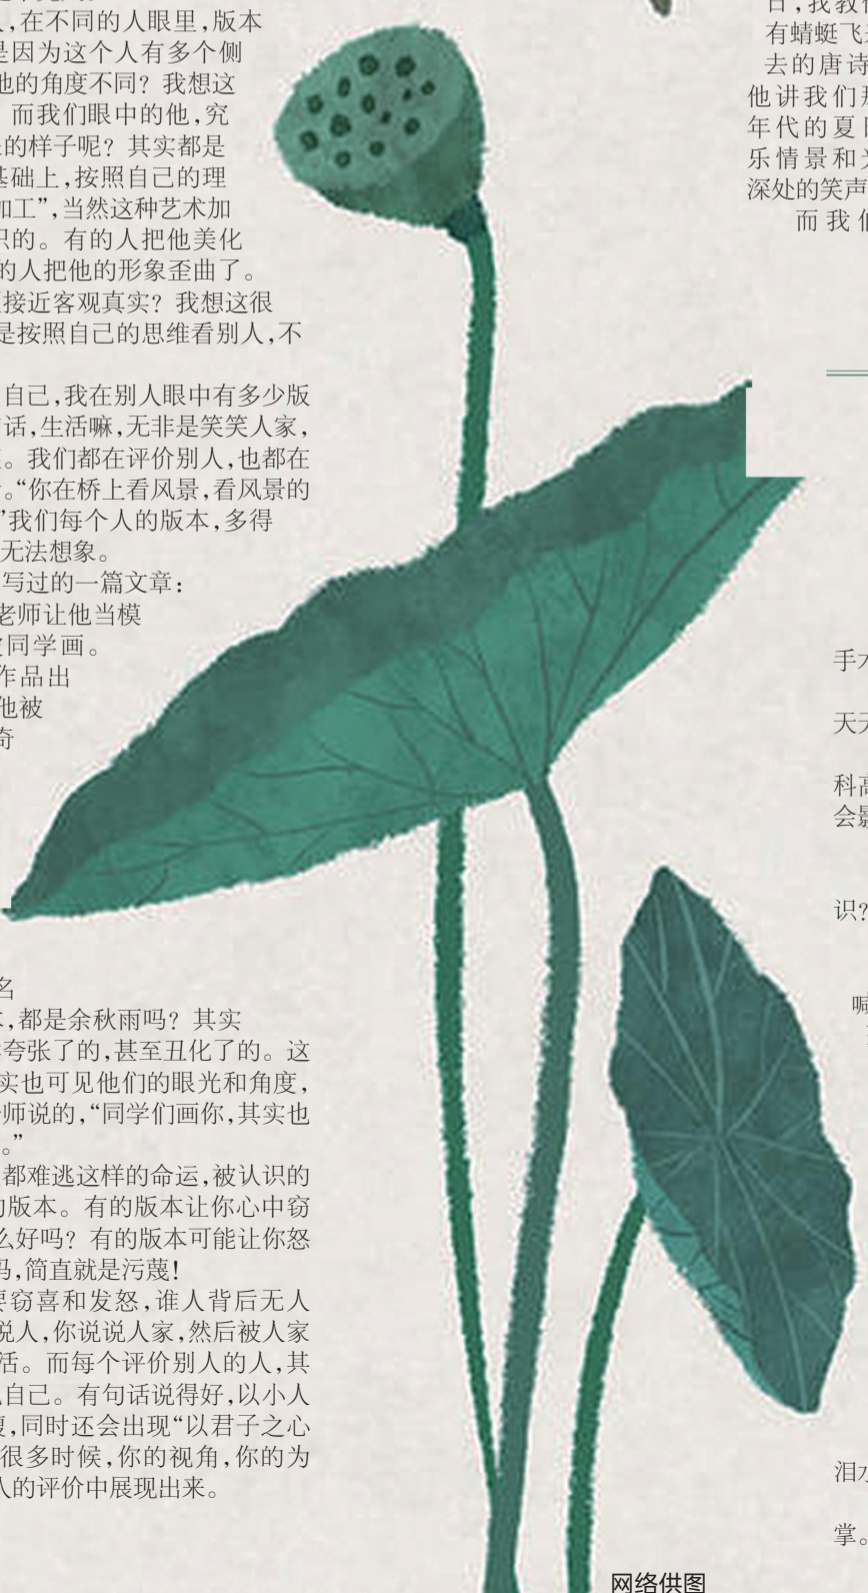 人,在不同的人眼里,版本
是因为这个人有多个侧
他的角度不同?我想这
而我们眼中的他,究
的样子呢?其实都是
基础上,按照自己的理
加工”,当然这种艺术加
识的。有的人把他美化
的人把他的形象歪曲了。
接近客观真实?我想这很
是按照自己的思维看别人,不
自己,我在别人眼中有多少版
话,生活嘛,无非是笑笑人家,
。我们都在评价别人,也都在
。“你在桥上看风景,看风景的
”我们每个人的版本,多得
无法想象。
写过的一篇文章:
老师让他当模
同学画。
作品出
他被
奇
名
,都是余秋雨吗?其实
夸张了的,甚至丑化了的。这
实也可见他们的眼光和角度,
师说的,“同学们画你,其实也
。”
都难逃这样的命运,被认识的
的版本。有的版本让你心中窃
么好吗?有的版本可能让你怒
吗,简直就是污蔑!
要窃喜和发怒,谁人背后无人
说人,你说说人家,然后被人家
活。而每个评价别人的人,其
自己。有句话说得好,以小人
腹,同时还会出现“以君子之心
很多时候,你的视角,你的为
人的评价中展现出来。
日,我教
有蜻蜓飞
去的唐诗
他讲我们那
年代的夏日
乐情景和光
深处的笑声
而我们
手术
天天
科高
会影
识?
喊
泪水
掌。
网络供图